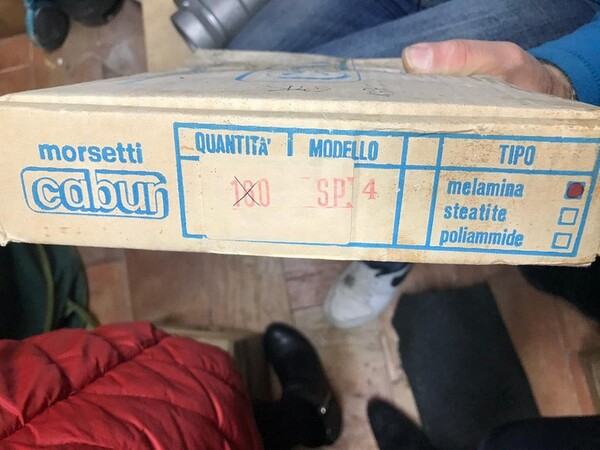 morsetti
cabur
QUANTITA' MODELLO TIPO
100 SP 4
melamina
steatite
poliammide